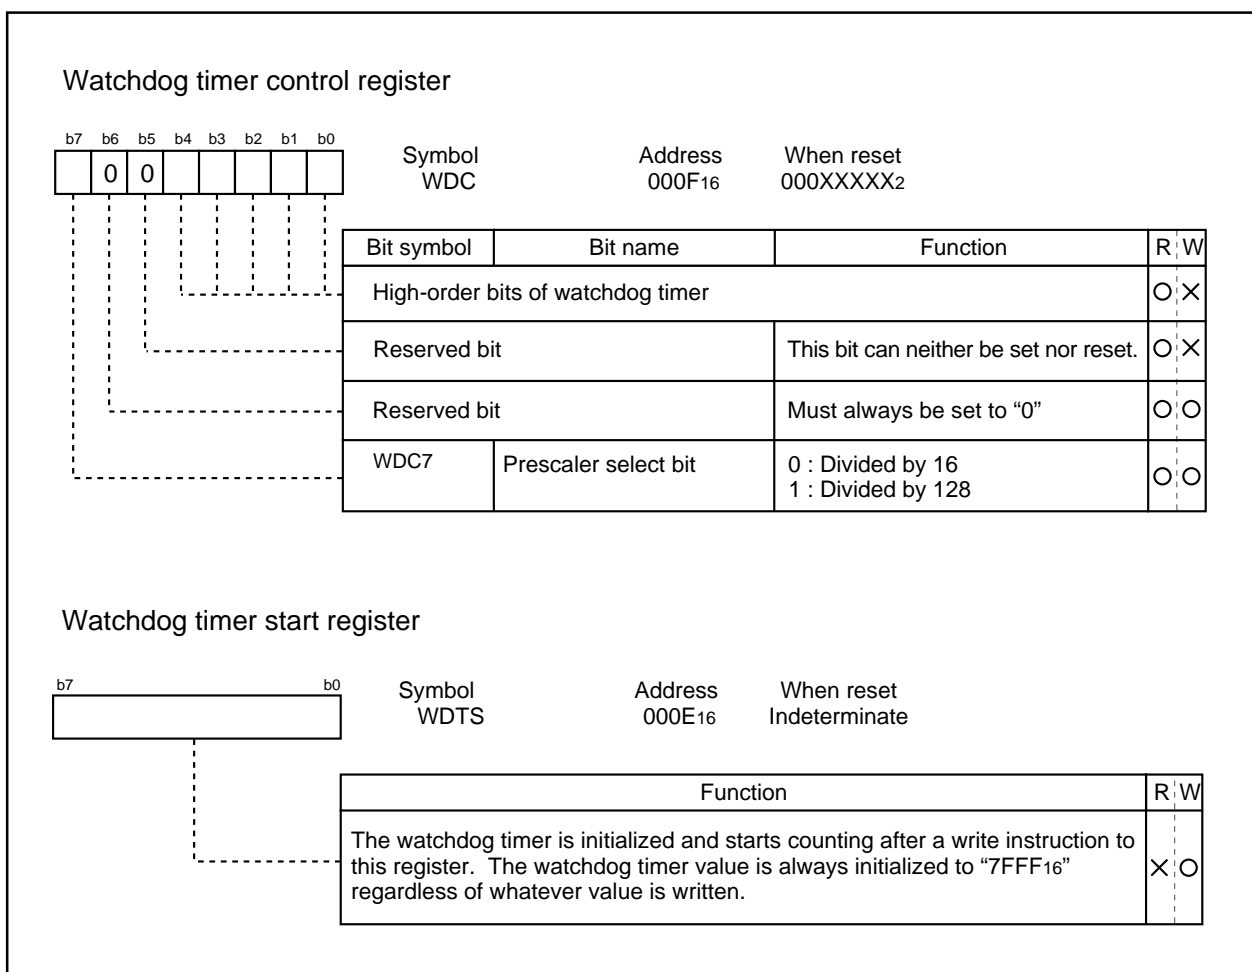 Watchdog timer control register
b7 b6 b5 b4 b3 b2 b1 b0
0 0
Symbol Address When reset
WDC 000F16 000XXXXX2
Bit symbol Bit name Function R W
High-order bits of watchdog timer
Reserved bit This bit can neither be set nor reset.
Reserved bit Must always be set to “0”
WDC7 Prescaler select bit 0 : Divided by 16
1 : Divided by 128
Watchdog timer start register
b7 b0
Symbol Address When reset
WDTS 000E16 Indeterminate
Function R W
The watchdog timer is initialized and starts counting after a write instruction to
this register. The watchdog timer value is always initialized to “7FFF16”
regardless of whatever value is written.